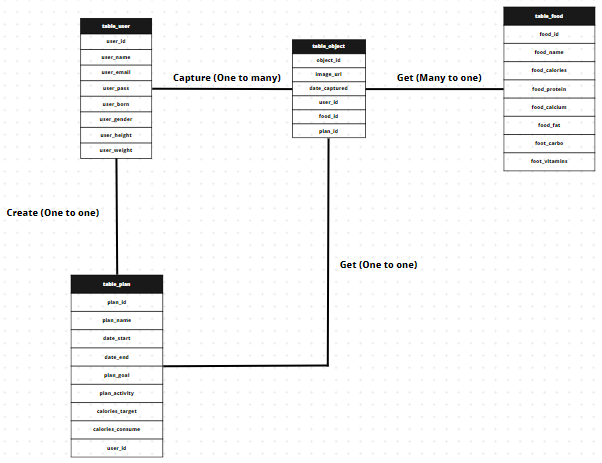 table_user
user_id
user_name
user_email
user_pass
user_born
user_gender
user_height
user_weight
Capture (One to many)
table_object
object_id
image_url
date_captured
user_id
food_id
plan_id
Get (Many to one)
table_food
food_id
food_name
food_calories
food_protein
food_calcium
food_fat
foot_carbo
foot_vitamins
Create (One to one)
Get (One to one)
table_plan
plan_id
plan_name
date_start
date_end
plan_goal
plan_activity
calories_target
calories_consume
user_id